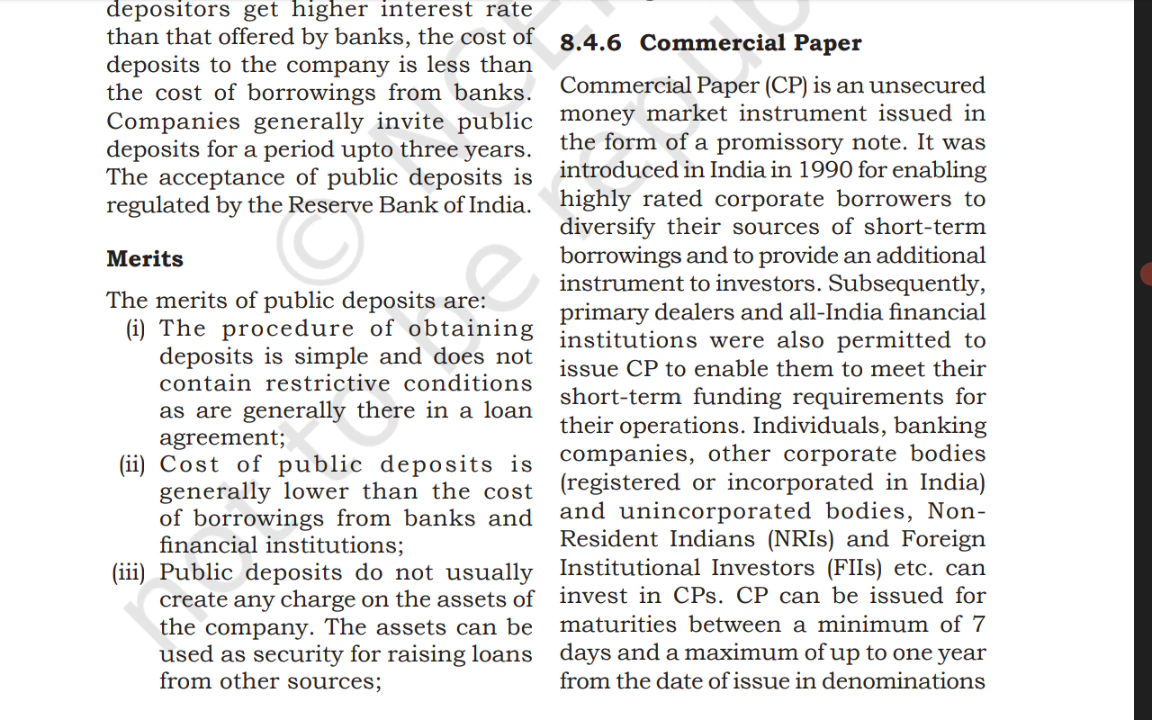 depositors get higher interest rate
than that offered by banks, the cost of
deposits to the company is less than
the cost of borrowings from banks.
Companies generally invite public
deposits for a period upto three years.
The acceptance of public deposits is
regulated by the Reserve Bank of India.
Merits
The merits of public deposits are:
(i) The procedure of obtaining
deposits is simple and does not
contain restrictive conditions
as are generally there in a loan
agreement;
(ii) Cost of public deposits is
generally lower than the cost
of borrowings from banks and
financial institutions;
(iii) Public deposits do not usually
create any charge on the assets of
the company. The assets can be
used as security for raising loans
from other sources;
8.4.6 Commercial Paper
Commercial Paper (CP) is an unsecured
money market instrument issued in
the form of a promissory note. It was
introduced in India in 1990 for enabling
highly rated corporate borrowers to
diversify their sources of short-term
borrowings and to provide an additional
instrument to investors. Subsequently,
primary dealers and all-India financial
institutions were also permitted to
issue CP to enable them to meet their
short-term funding requirements for
their operations. Individuals, banking
companies, other corporate bodies
(registered or incorporated in India)
and unincorporated bodies, Non-
Resident Indians (NRIs) and Foreign
Institutional Investors (FIIs) etc. can
invest in CPs. CP can be issued for
maturities between a minimum of 7
days and a maximum of up to one year
from the date of issue in denominations
© NCE
not to be repub